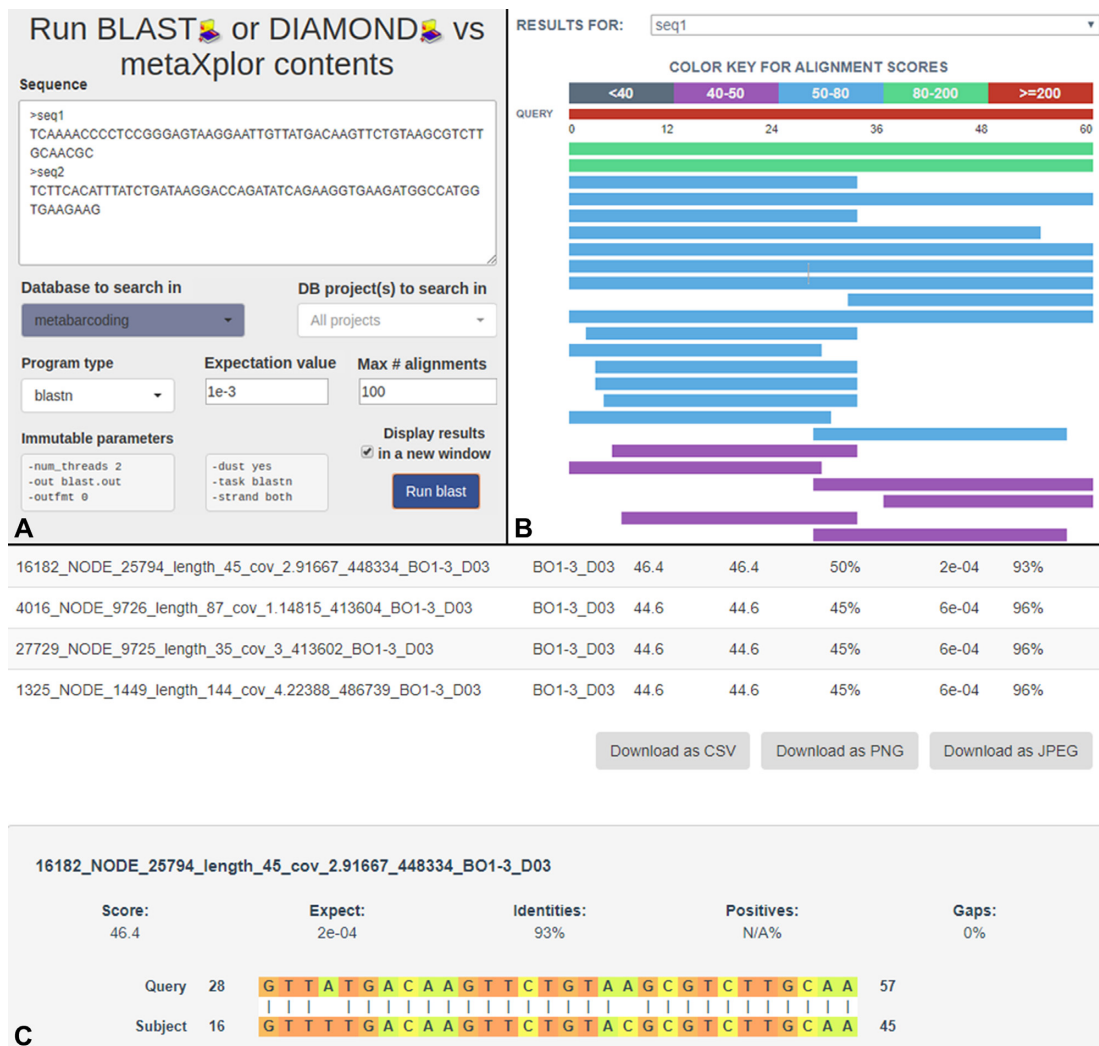 Run BLAST or DIAMOND vs
metaXplor contents
Sequence
>seq1
TCAAAACCCCTCCGGGAGTAAGGAATTGTTATGACAAGTTCTGTAAGCGTCTT
GCAACGC
>seq2
TCTTCACATTTATCTGATAAGGACCAGATATCAGAAGGTGAAGATGGCCATGG
TGAAGAAG
Database to search in
DB project(s) to search in
metabarcoding
All projects
Program type
Expectation value
Max # alignments
blastn
1e-3
100
Immutable parameters
Display results
in a new window
-num_threads 2
-out blast.out
-outfmt 0
-dust yes
-task blastn
-strand both
Run blast
A
RESULTS FOR:
seq1
COLOR KEY FOR ALIGNMENT SCORES
<40 40-50 50-80 80-200 >=200
QUERY
0 12 24 36 48 60
B
16182_NODE_25794_length_45_cov_2.91667_448334_BO1-3_D03 BO1-3_D03 46.4 46.4 50% 2e-04 93%
4016_NODE_9726_length_87_cov_1.14815_413604_BO1-3_D03 BO1-3_D03 44.6 44.6 45% 6e-04 96%
27729_NODE_9725_length_35_cov_3_413602_BO1-3_D03 BO1-3_D03 44.6 44.6 45% 6e-04 96%
1325_NODE_1449_length_144_cov_4.22388_486739_BO1-3_D03 BO1-3_D03 44.6 44.6 45% 6e-04 96%
Download as CSV Download as PNG Download as JPEG
16182_NODE_25794_length_45_cov_2.91667_448334_BO1-3_D03
Score: Expect: Identities: Positives: Gaps:
46.4 2e-04 93% N/A% 0%
Query 28 G T T A T G A C A A G T T C T G T A A G C G T C T T G C A A 57
Subject 16 G T T T T G A C A A G T T C T G T A C G C G T C T T G C A A 45
C